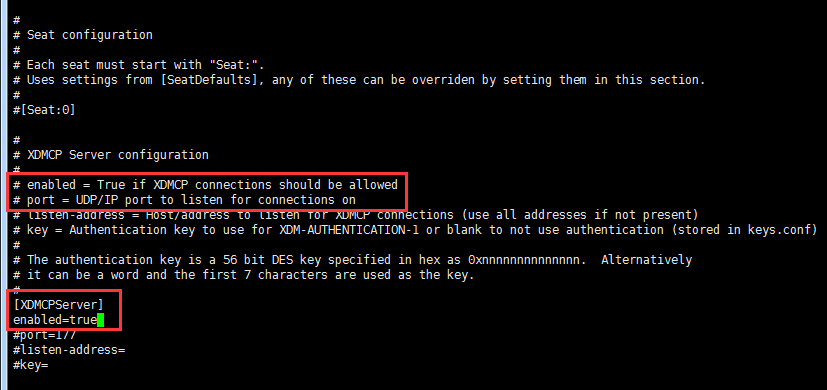 #
# Seat configuration
#
# Each seat must start with "Seat:".
# Uses settings from [SeatDefaults], any of these can be overriden by setting them in this section.
#
#[Seat:0]
#
# XDMCP Server configuration
#
# enabled = True if XDMCP connections should be allowed
# port = UDP/IP port to listen for connections on
# listen-address = Host/address to listen for XDMCP connections (use all addresses if not present)
# key = Authentication key to use for XDM-AUTHENTICATION-1 or blank to not use authentication (stored in keys.conf)
#
# The authentication key is a 56 bit DES key specified in hex as 0xnnnnnnnnnnnnnn.  Alternatively
# it can be a word and the first 7 characters are used as the key.
#
[XDMCPServer]
enabled=true
#port=177
#listen-address=
#key=